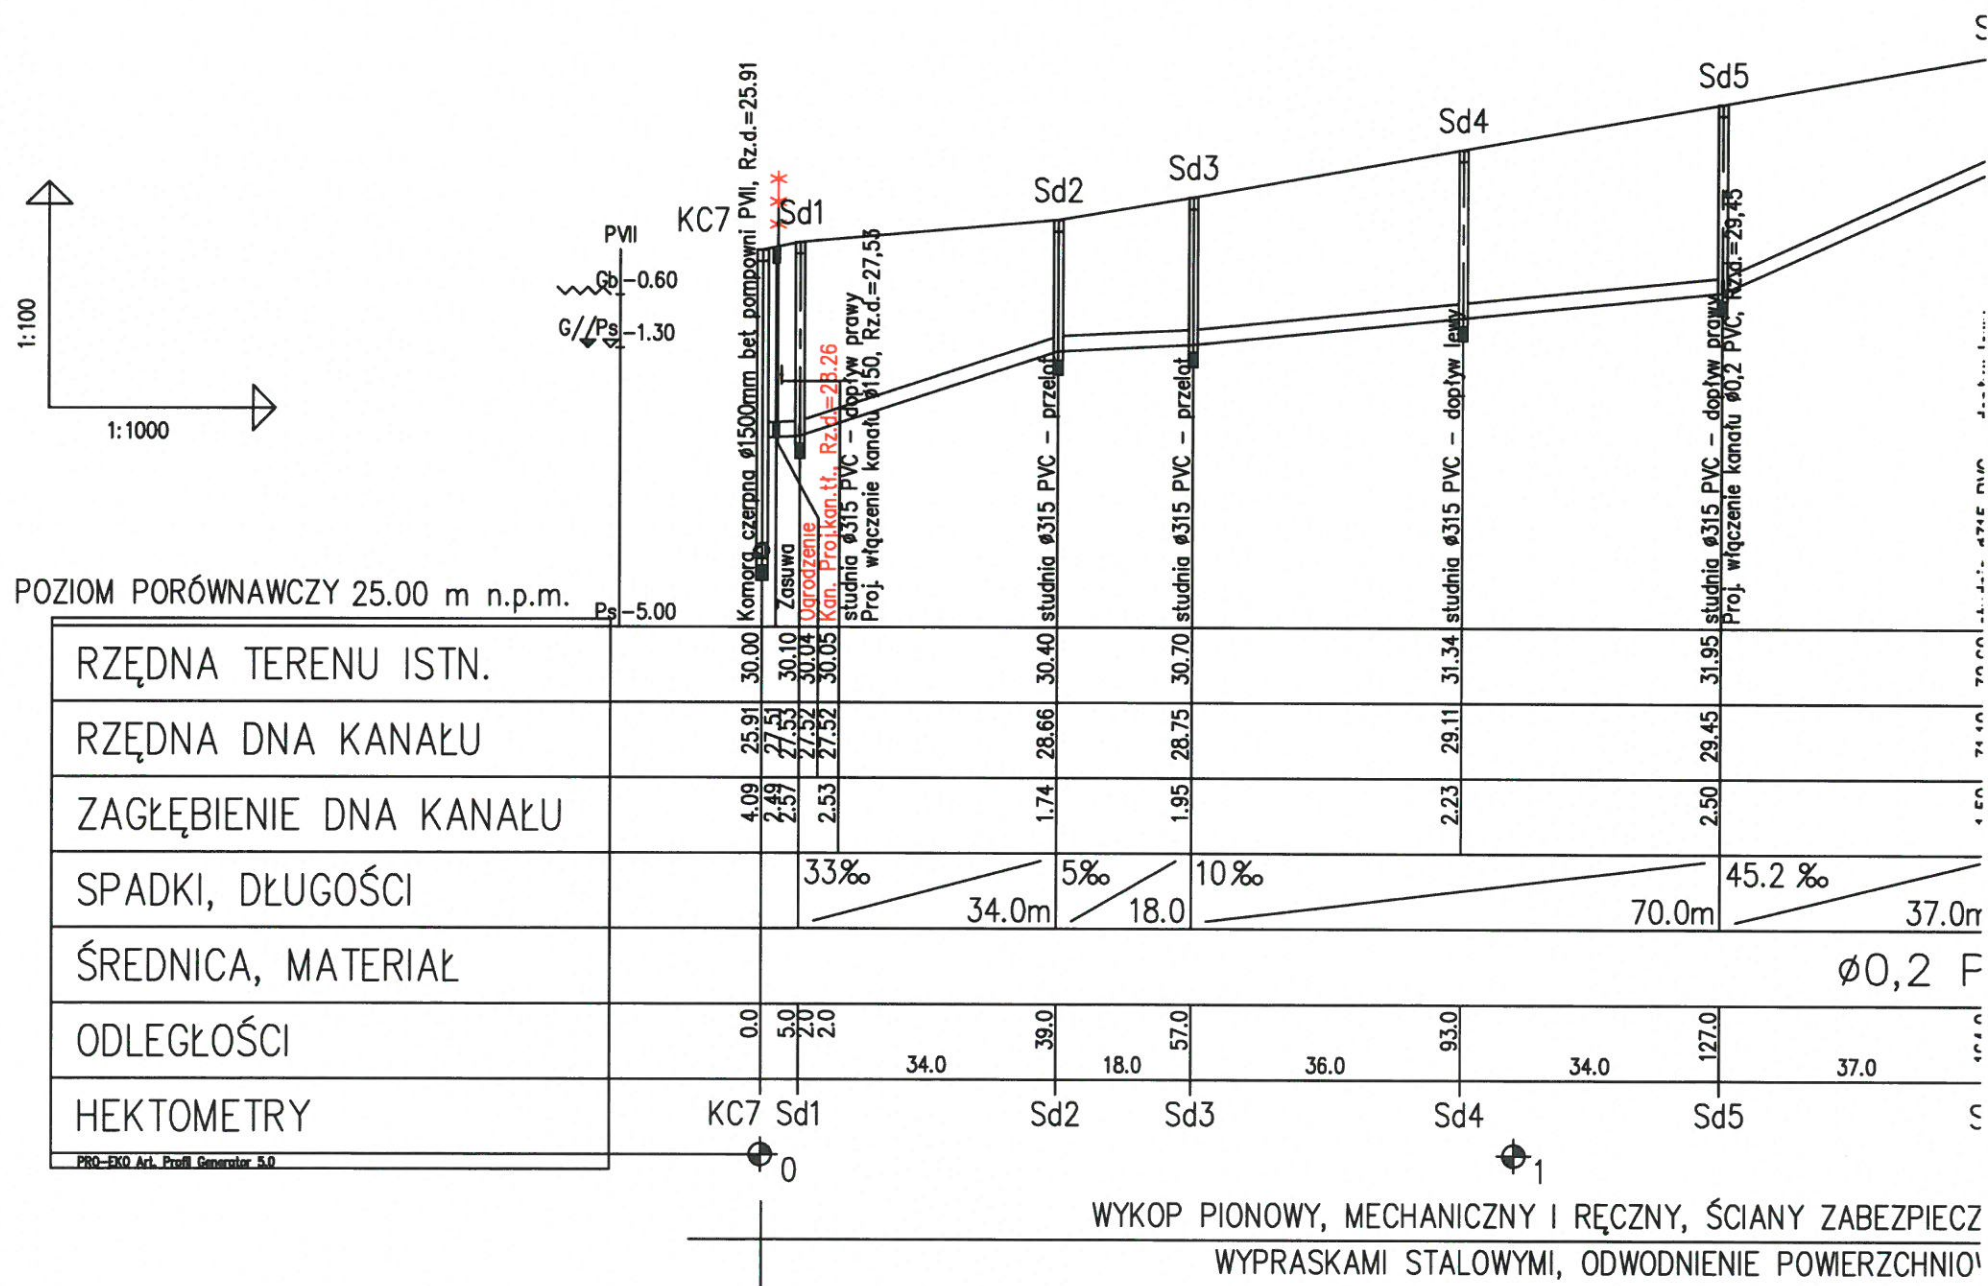 Sd5
Sd4
Sd3
Sd2
Sd1
KC7
PVII
Gb -0.60
G//Ps -1.30
Ps -5.00
1:100
1:1000
Komora czerpna ø1500mm bet pompowni PVII, Rz.d.=25.91
Zasuwa
Ogrodzenie
Kan. Proj.kan.tł., Rz.d.=28.26
studnia ø315 PVC – dopływ prawy
Proj. włączenie kanału ø150, Rz.d.=27,53
studnia ø315 PVC – przelot
studnia ø315 PVC – przelot
studnia ø315 PVC – dopływ lewy
studnia ø315 PVC – dopływ prawy
Proj. włączenie kanału ø0,2 PVC, Rz.d.=29,45
POZIOM PORÓWNAWCZY 25.00 m n.p.m.
RZĘDNA TERENU ISTN. 30.00 30.10 30.04 30.05 30.40 30.70 31.34 31.95
RZĘDNA DNA KANAŁU 25.91 27.51 27.53 27.52 27.52 28.66 28.75 29.11 29.45
ZAGŁĘBIENIE DNA KANAŁU 4.09 2.49 2.57 2.53 1.74 1.95 2.23 2.50
SPADKI, DŁUGOŚCI 33‰ 34.0m 5‰ 18.0 10‰ 70.0m 45.2 ‰ 37.0m
ŚREDNICA, MATERIAŁ ø0,2 P
ODLEGŁOŚCI 0.0 5.0 2.0 2.0 34.0 39.0 18.0 57.0 36.0 93.0 34.0 127.0 37.0
HEKTOMETRY KC7 Sd1 Sd2 Sd3 Sd4 Sd5
PRO-EKO Art. Profil Generator 5.0
0 1
WYKOP PIONOWY, MECHANICZNY I RĘCZNY, ŚCIANY ZABEZPIECZ
WYPRASKAMI STALOWYMI, ODWODNIENIE POWIERZCHNIO